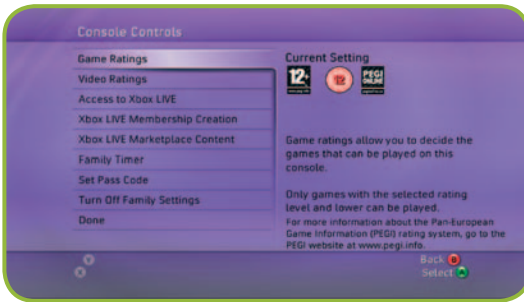 Console Controls
Game Ratings
Video Ratings
Access to Xbox LIVE
Xbox LIVE Membership Creation
Xbox LIVE Marketplace Content
Family Timer
Set Pass Code
Turn Off Family Settings
Done
Current Setting
12+ 12 PEGI
ONLINE
Game ratings allow you to decide the
games that can be played on this
console.
Only games with the selected rating
level and lower can be played.
For more information about the Pan-European
Game Information (PEGI) rating system, go to the
PEGI website at www.pegi.info.
Y
X
Back B
Select A